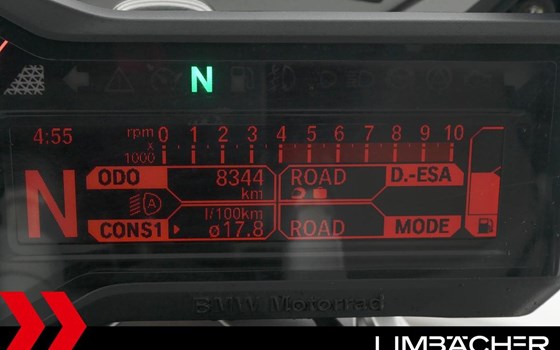 N
4:55 rpm 0 1 2 3 4 5 6 7 8 9 10
x
1000
ODO 8344 ROAD D.-ESA
km
N
A
l/100km
CONS1 ø17.8 ROAD MODE
BMW Motorrad
LIMBÄCHER